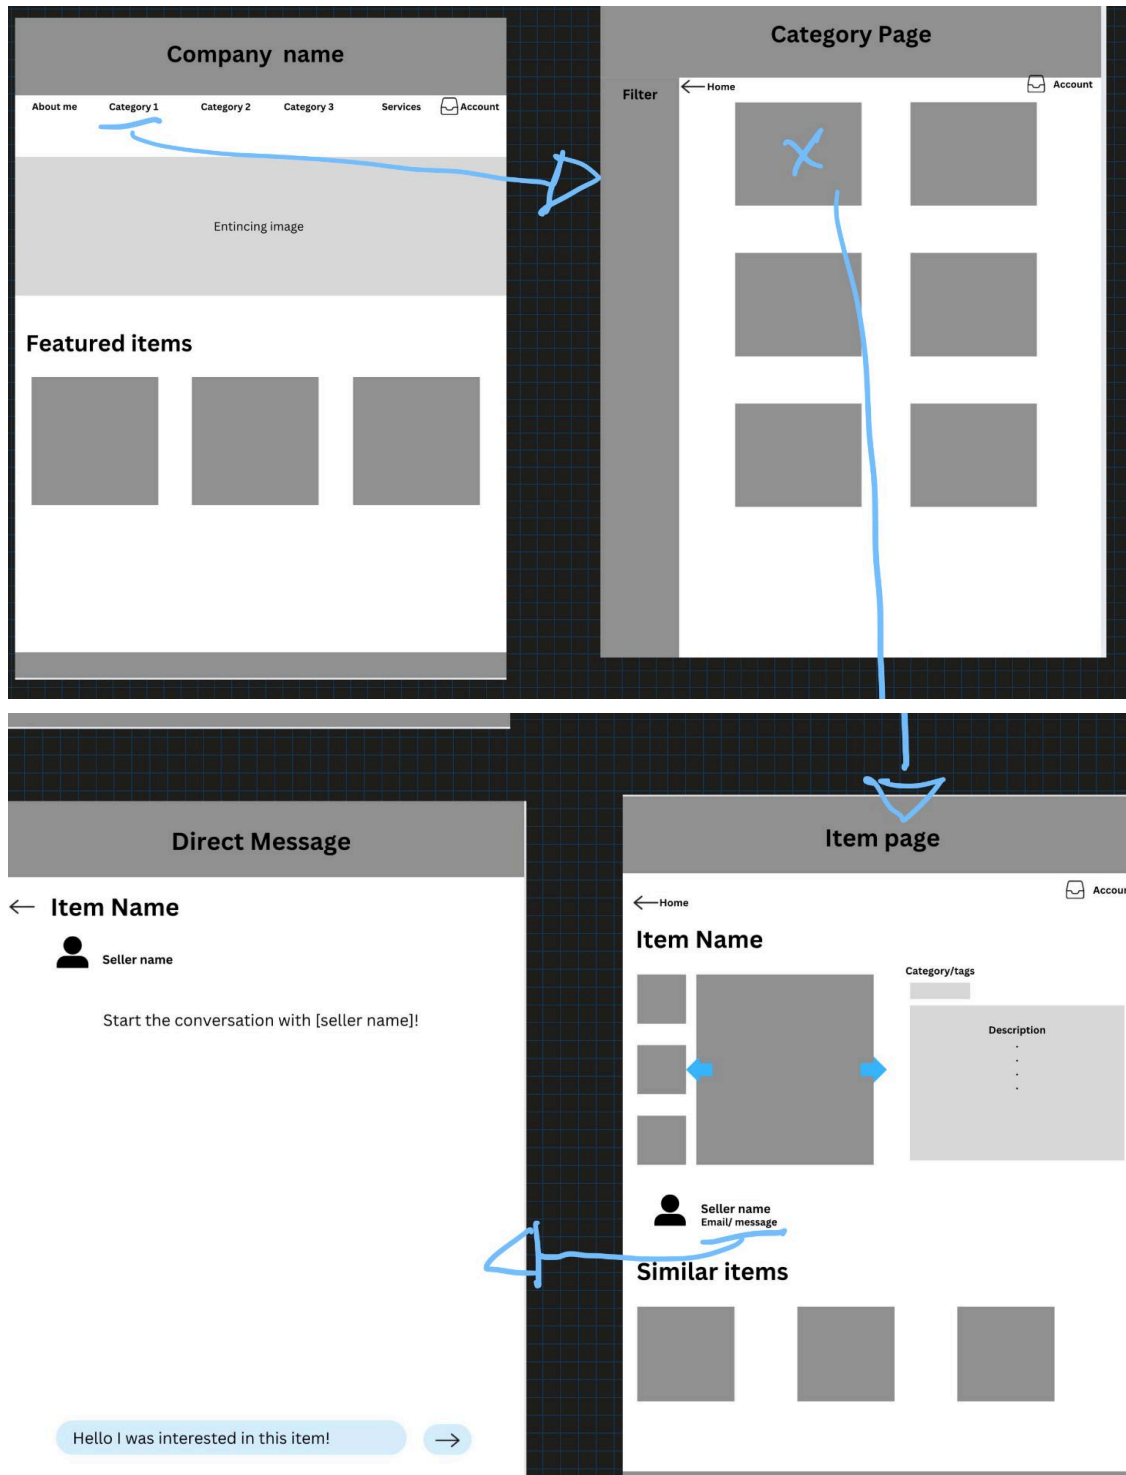 Company name
About me Category 1 Category 2 Category 3 Services Account
Entincing image
Featured items
Category Page
Filter
Home Account
Direct Message
Item Name
Seller name
Start the conversation with [seller name]!
Hello I was interested in this item!
Item page
Home Accoun
Item Name
Category/tags
Description
Seller name
Email/ message
Similar items